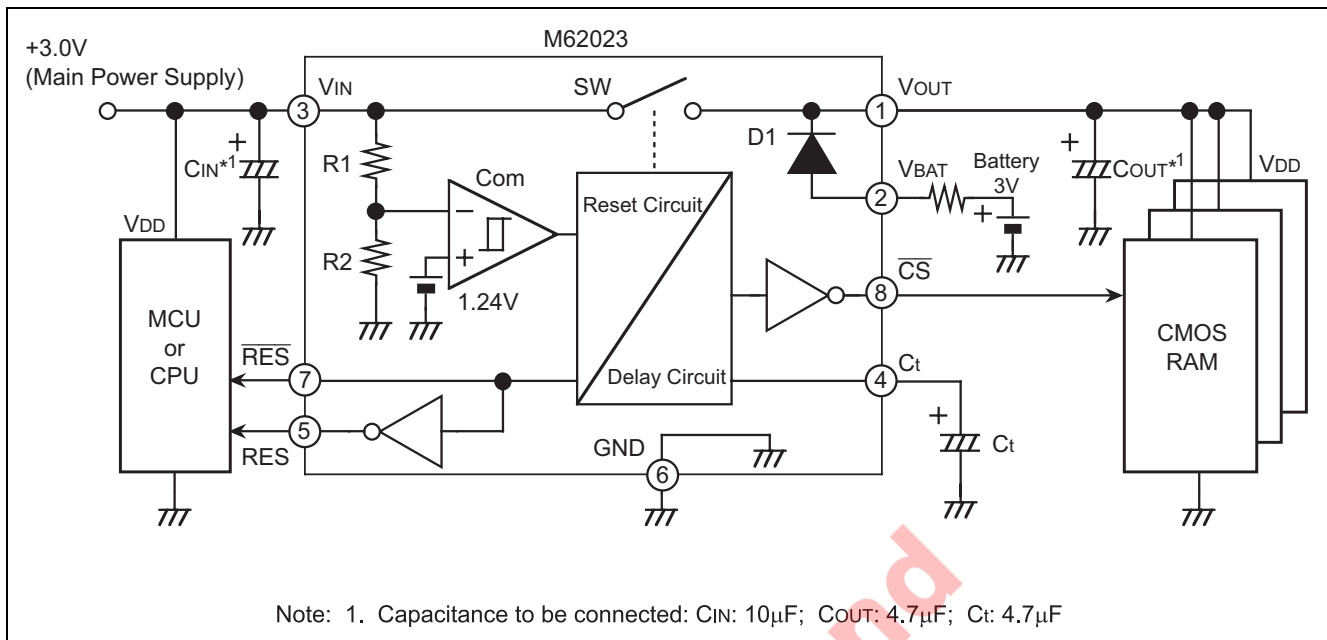 M62023
+3.0V
(Main Power Supply)
VIN
3
SW
1
VOUT
CIN*1
+
R1
Com
D1
VBAT
2
Battery
3V
+
+
COUT*1
VDD
VDD
−
+
R2
1.24V
Reset Circuit
CS
8
MCU
or
CPU
RES
7
Delay Circuit
Ct
4
CMOS
RAM
5
RES
GND
6
+
Ct
Note: 1. Capacitance to be connected: CIN: 10μF; COUT: 4.7μF; Ct: 4.7μF